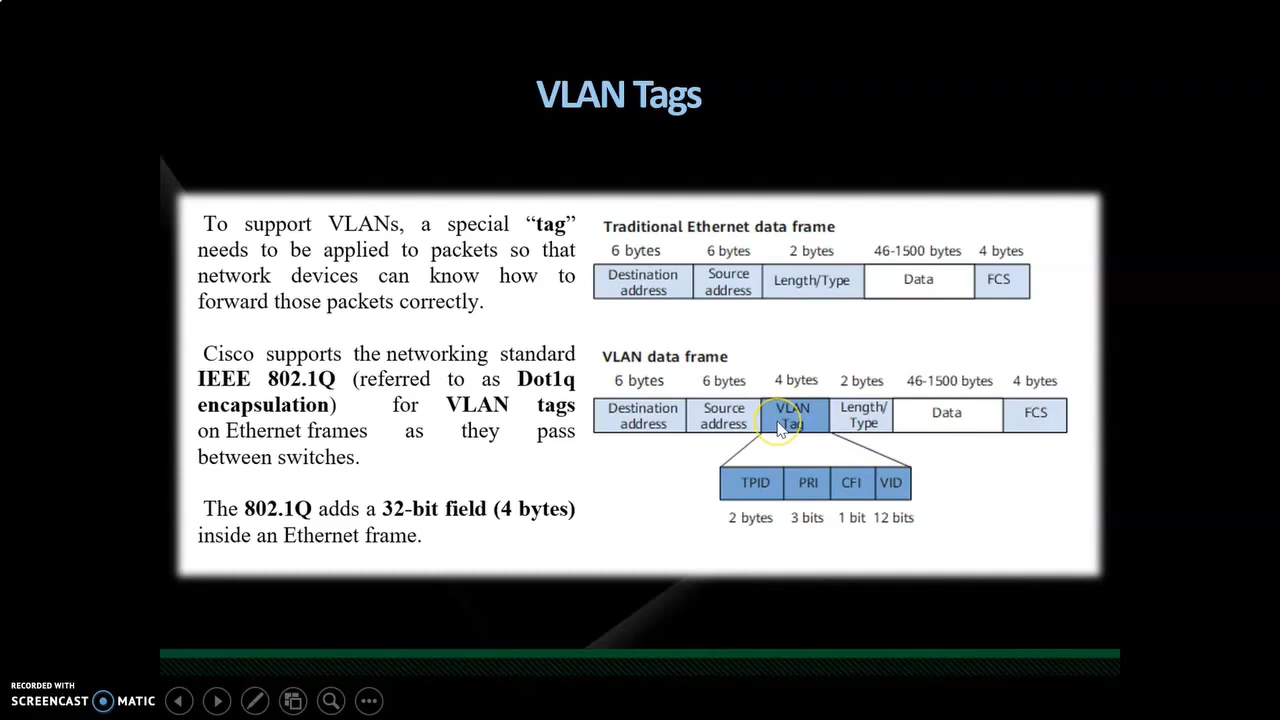 VLAN Tags
To support VLANs, a special “tag”
needs to be applied to packets so that
network devices can know how to
forward those packets correctly.
Cisco supports the networking standard
IEEE 802.1Q (referred to as Dot1q
encapsulation) for VLAN tags
on Ethernet frames as they pass
between switches.
The 802.1Q adds a 32-bit field (4 bytes)
inside an Ethernet frame.
Traditional Ethernet data frame
6 bytes 6 bytes 2 bytes 46-1500 bytes 4 bytes
Destination address Source address Length/Type Data FCS
VLAN data frame
6 bytes 6 bytes 4 bytes 2 bytes 46-1500 bytes 4 bytes
Destination address Source address VLAN Tag Length/ Type Data FCS
TPID PRI CFI VID
2 bytes 3 bits 1 bit 12 bits
RECORDED WITH
SCREENCAST MATIC